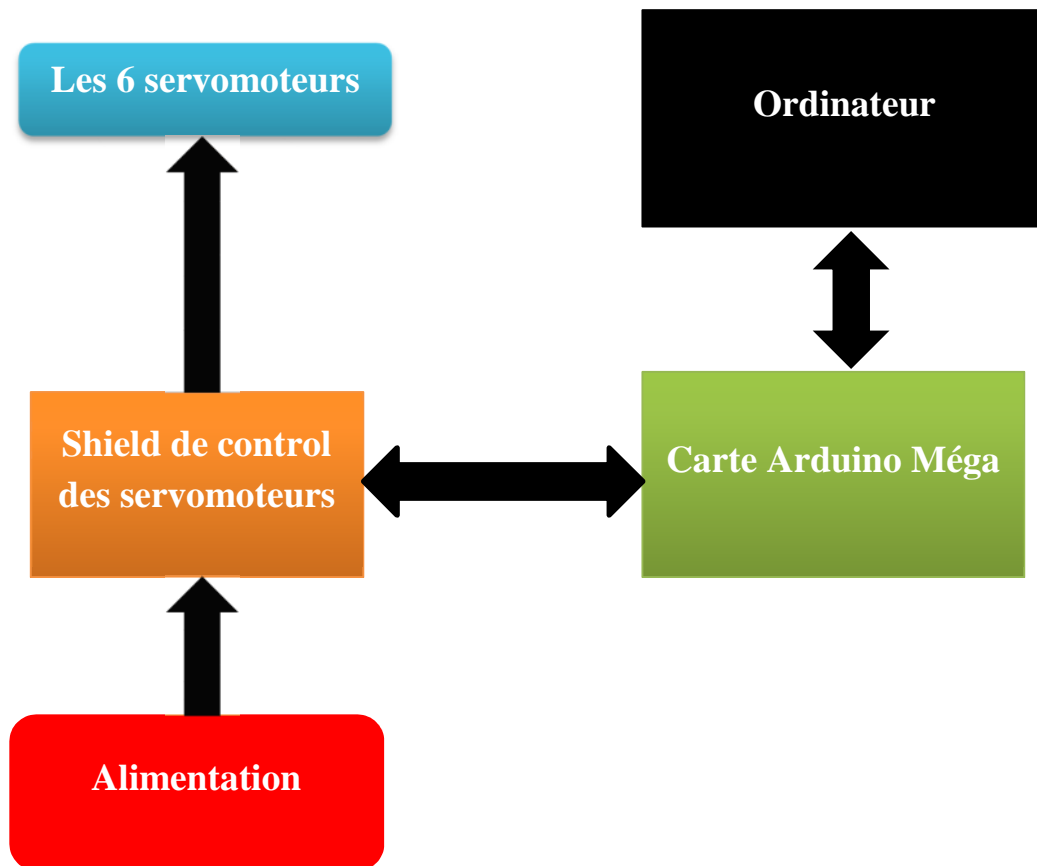 Les 6 servomoteurs
Ordinateur
Shield de control
des servomoteurs
Carte Arduino Méga
Alimentation